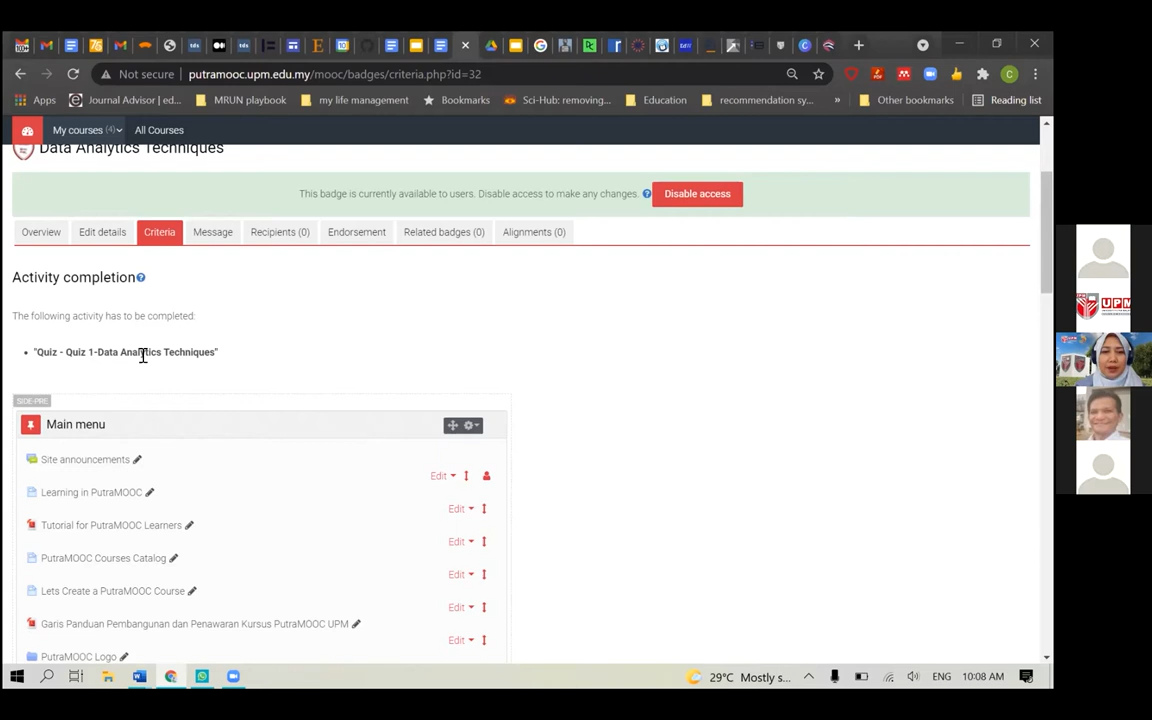 Not secure putramooc.upm.edu.my/mooc/badges/criteria.php?id=32
Apps Journal Advisor | ed... MRUN playbook my life management Bookmarks Sci-Hub: removing... Education recommendation sy... » Other bookmarks Reading list
My courses (4) All Courses
Data Analytics Techniques
This badge is currently available to users. Disable access to make any changes. Disable access
Overview Edit details Criteria Message Recipients (0) Endorsement Related badges (0) Alignments (0)
Activity completion
The following activity has to be completed:
• "Quiz - Quiz 1-Data Analytics Techniques"
SIDE-PRE
Main menu
Site announcements
Edit
Learning in PutraMOOC
Edit
Tutorial for PutraMOOC Learners
Edit
PutraMOOC Courses Catalog
Edit
Lets Create a PutraMOOC Course
Edit
Garis Panduan Pembangunan dan Penawaran Kursus PutraMOOC UPM
Edit
PutraMOOC Logo
UPM
29°C Mostly s... ENG 10:08 AM